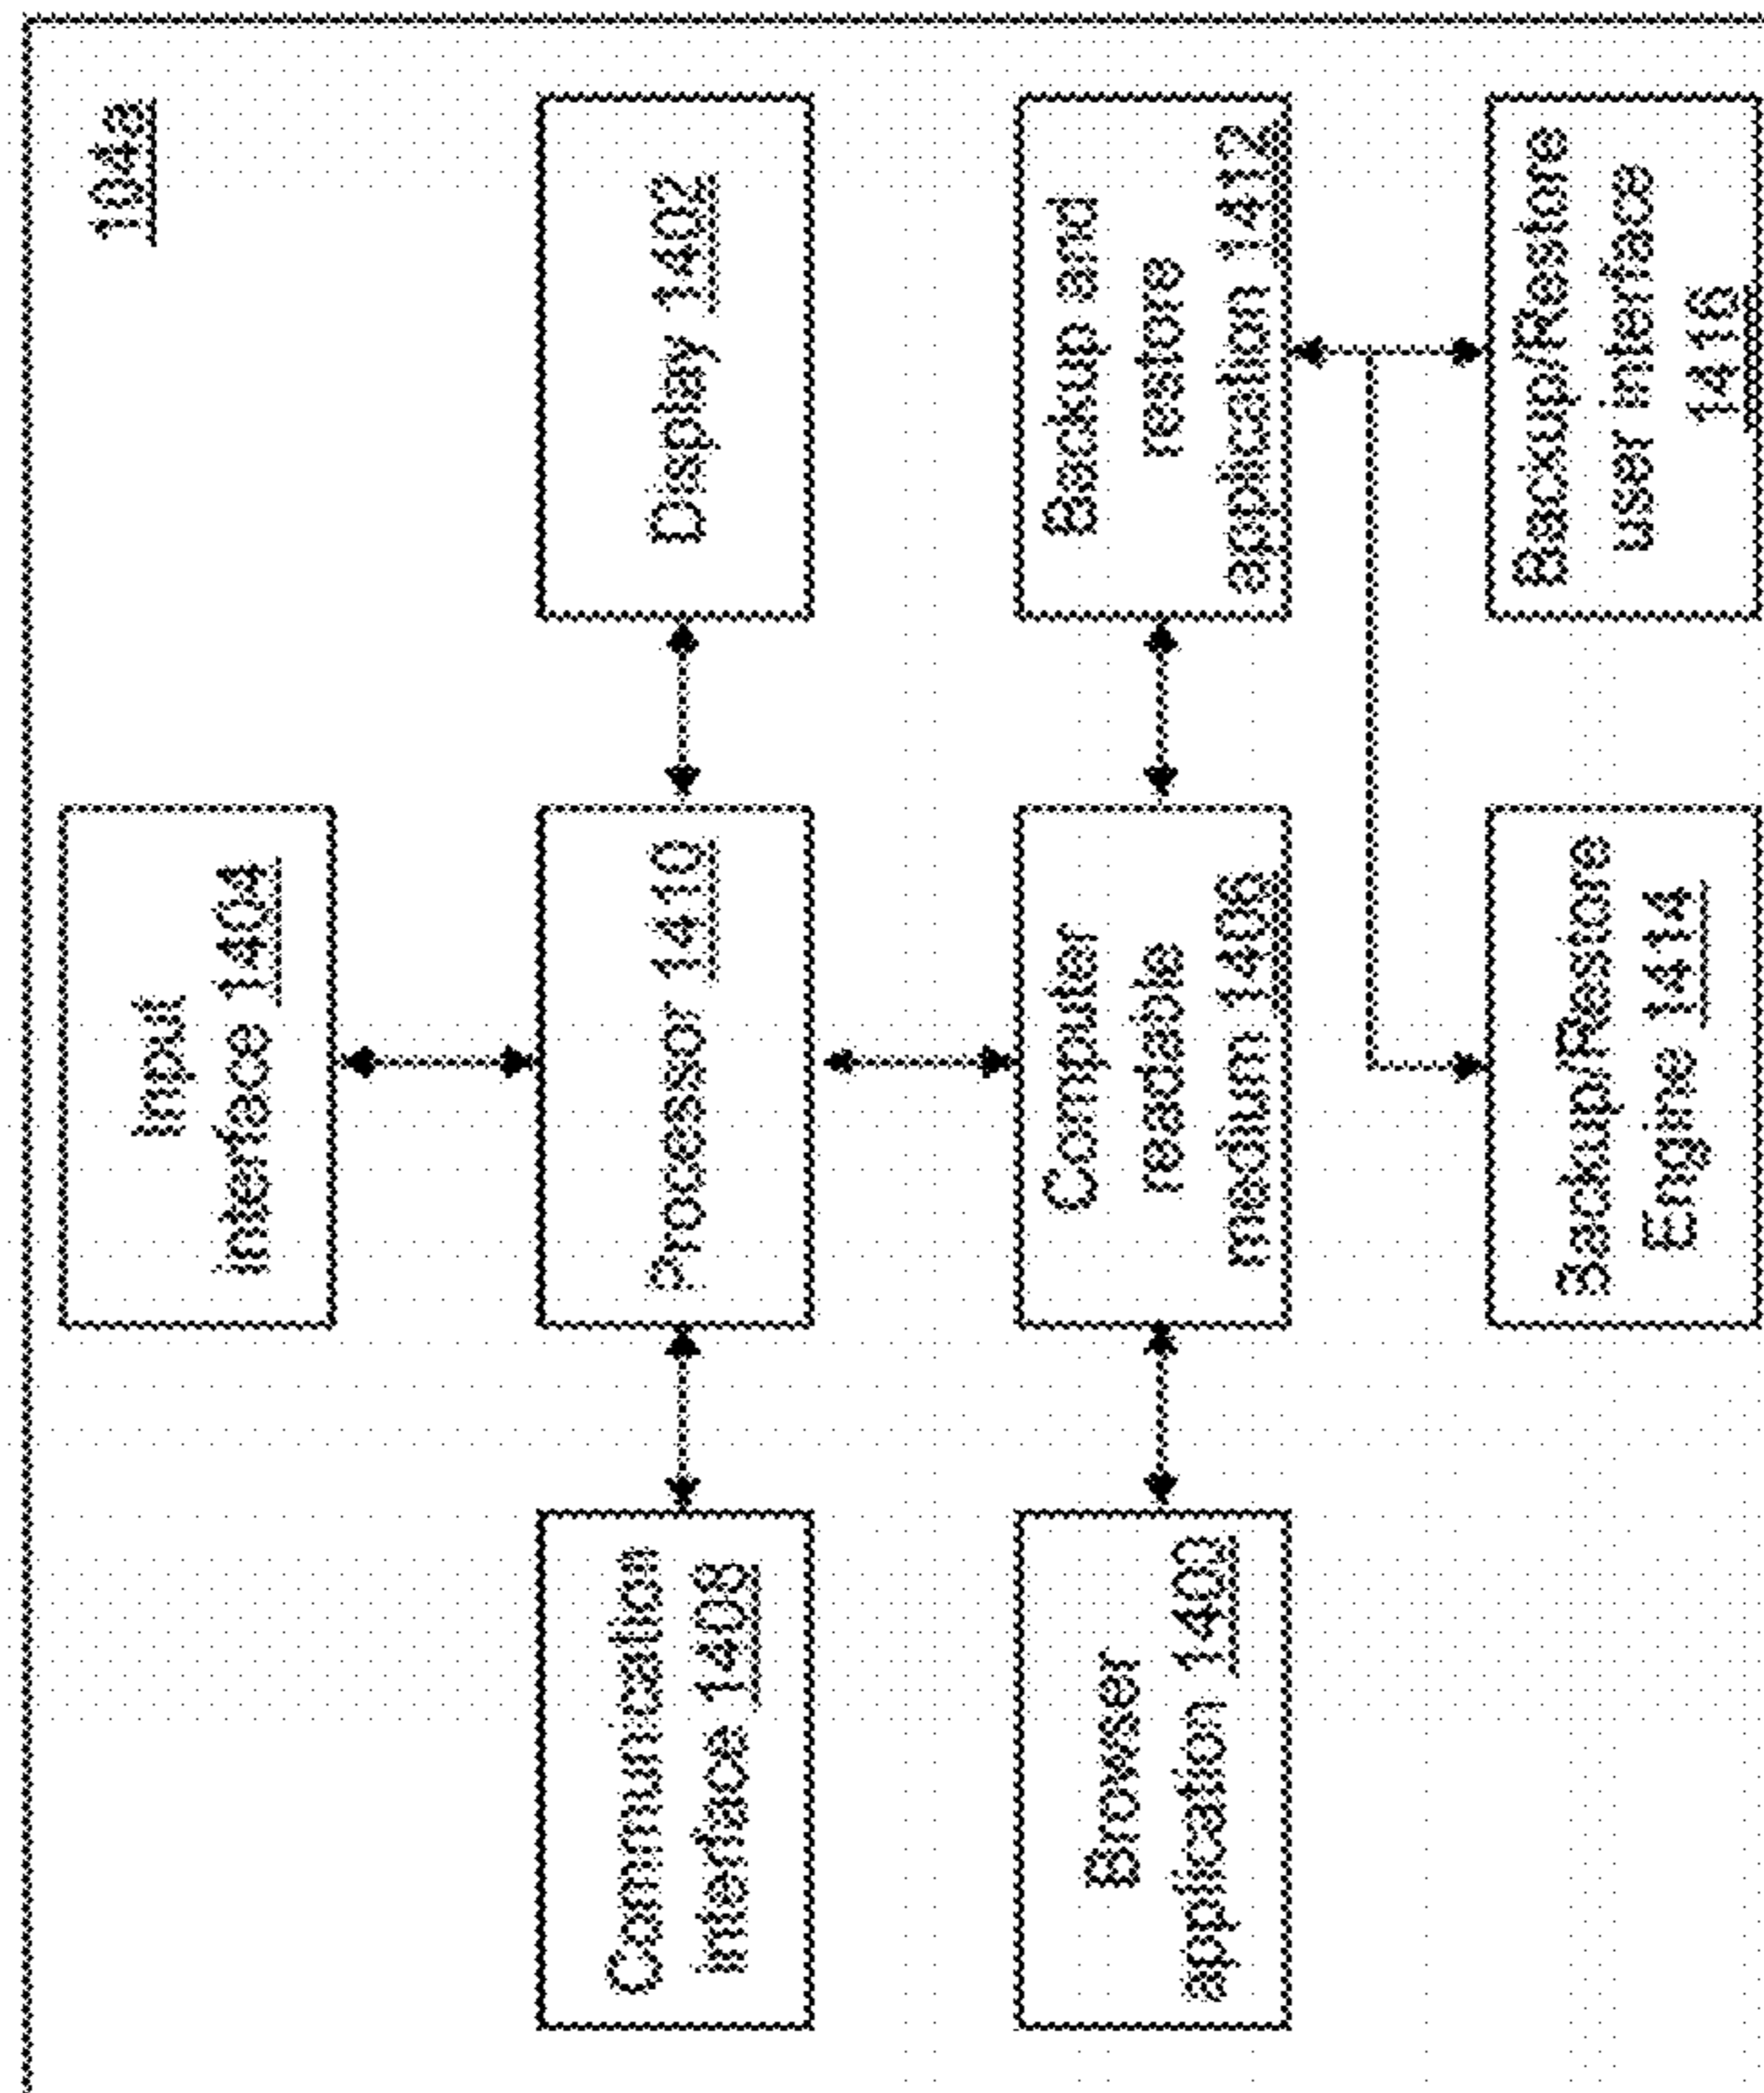 104a
Input
interface 1404
Communication
interface 1408
Processor 1410
Display 1402
Browser
application 1400
Computer
readable
medium 1406
Backup and
restore
application 1412
Backup/Restore
Engine 1414
Backup/Restore
user interface
1416